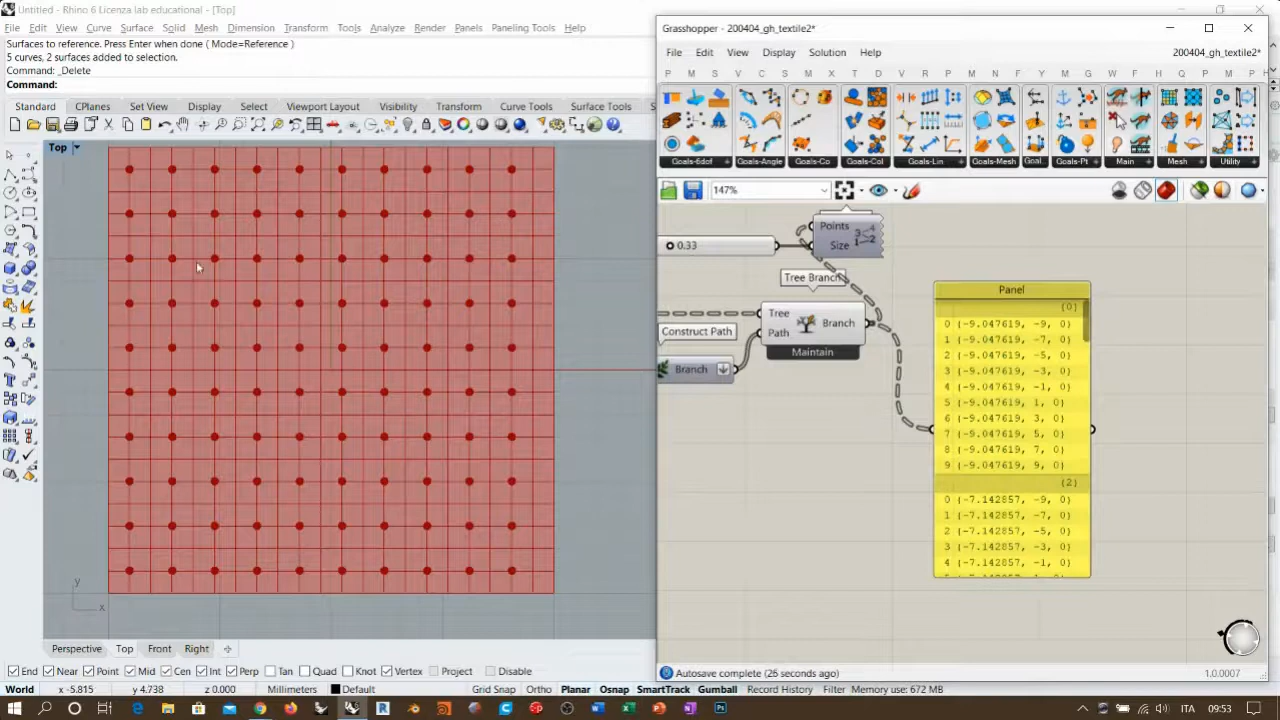 Untitled - Rhino 6 Licenza lab educational - [Top]
File Edit View Curve Surface Solid Mesh Dimension Transform Tools Analyze Render Panels Paneling Tools Help
Surfaces to reference. Press Enter when done ( Mode=Reference )
5 curves, 2 surfaces added to selection.
Command: _Delete
Command:
Standard CPlanes Set View Display Select Viewport Layout Visibility Transform Curve Tools Surface Tools
Top
y
x
Perspective Top Front Right
End Near Point Mid Cen Int Perp Tan Quad Knot Vertex Project Disable
World x -5.815 y 4.738 z 0.000 Millimeters Default Grid Snap Ortho Planar Osnap SmartTrack Gumball Record History Filter Memory use: 672 MB
Grasshopper - 200404_gh_textile2*
File Edit View Display Solution Help
200404_gh_textile2*
P M S V C S I M X T D V R P L N F M G C Y M A H Q P M P
Goals-6dof Goals-Angle Goals-Co Goals-Col Goals-Lin Goals-Mesh Goal... Goals-Pt Main Mesh Utility
147%
0.33
Points
Size
Tree Branch
Tree
Path
Branch
Maintain
Construct Path
Branch
Panel
{0}
0 {-9.047619, -9, 0}
1 {-9.047619, -7, 0}
2 {-9.047619, -5, 0}
3 {-9.047619, -3, 0}
4 {-9.047619, -1, 0}
5 {-9.047619, 1, 0}
6 {-9.047619, 3, 0}
7 {-9.047619, 5, 0}
8 {-9.047619, 7, 0}
9 {-9.047619, 9, 0}
{2}
0 {-7.142857, -9, 0}
1 {-7.142857, -7, 0}
2 {-7.142857, -5, 0}
3 {-7.142857, -3, 0}
4 {-7.142857, -1, 0}
Autosave complete (26 seconds ago)
1.0.0007
ITA 09:53